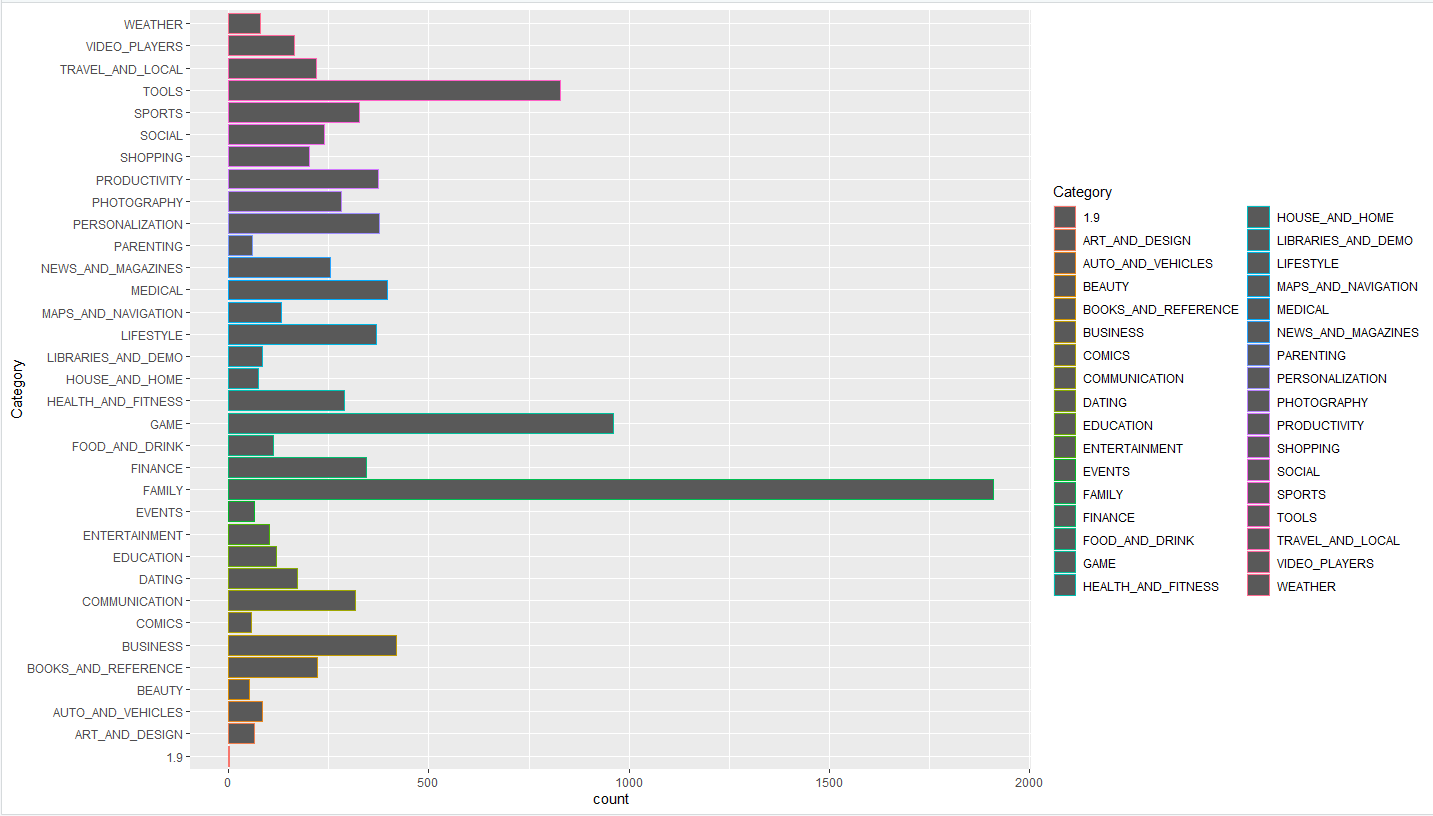 WEATHER
VIDEO_PLAYERS
TRAVEL_AND_LOCAL
TOOLS
SPORTS
SOCIAL
SHOPPING
PRODUCTIVITY
PHOTOGRAPHY
PERSONALIZATION
PARENTING
NEWS_AND_MAGAZINES
MEDICAL
MAPS_AND_NAVIGATION
LIFESTYLE
LIBRARIES_AND_DEMO
HOUSE_AND_HOME
HEALTH_AND_FITNESS
GAME
FOOD_AND_DRINK
FINANCE
FAMILY
EVENTS
ENTERTAINMENT
EDUCATION
DATING
COMMUNICATION
COMICS
BUSINESS
BOOKS_AND_REFERENCE
BEAUTY
AUTO_AND_VEHICLES
ART_AND_DESIGN
1.9
Category
0 500 1000 1500 2000
count
Category
1.9
ART_AND_DESIGN
AUTO_AND_VEHICLES
BEAUTY
BOOKS_AND_REFERENCE
BUSINESS
COMICS
COMMUNICATION
DATING
EDUCATION
ENTERTAINMENT
EVENTS
FAMILY
FINANCE
FOOD_AND_DRINK
GAME
HEALTH_AND_FITNESS
HOUSE_AND_HOME
LIBRARIES_AND_DEMO
LIFESTYLE
MAPS_AND_NAVIGATION
MEDICAL
NEWS_AND_MAGAZINES
PARENTING
PERSONALIZATION
PHOTOGRAPHY
PRODUCTIVITY
SHOPPING
SOCIAL
SPORTS
TOOLS
TRAVEL_AND_LOCAL
VIDEO_PLAYERS
WEATHER